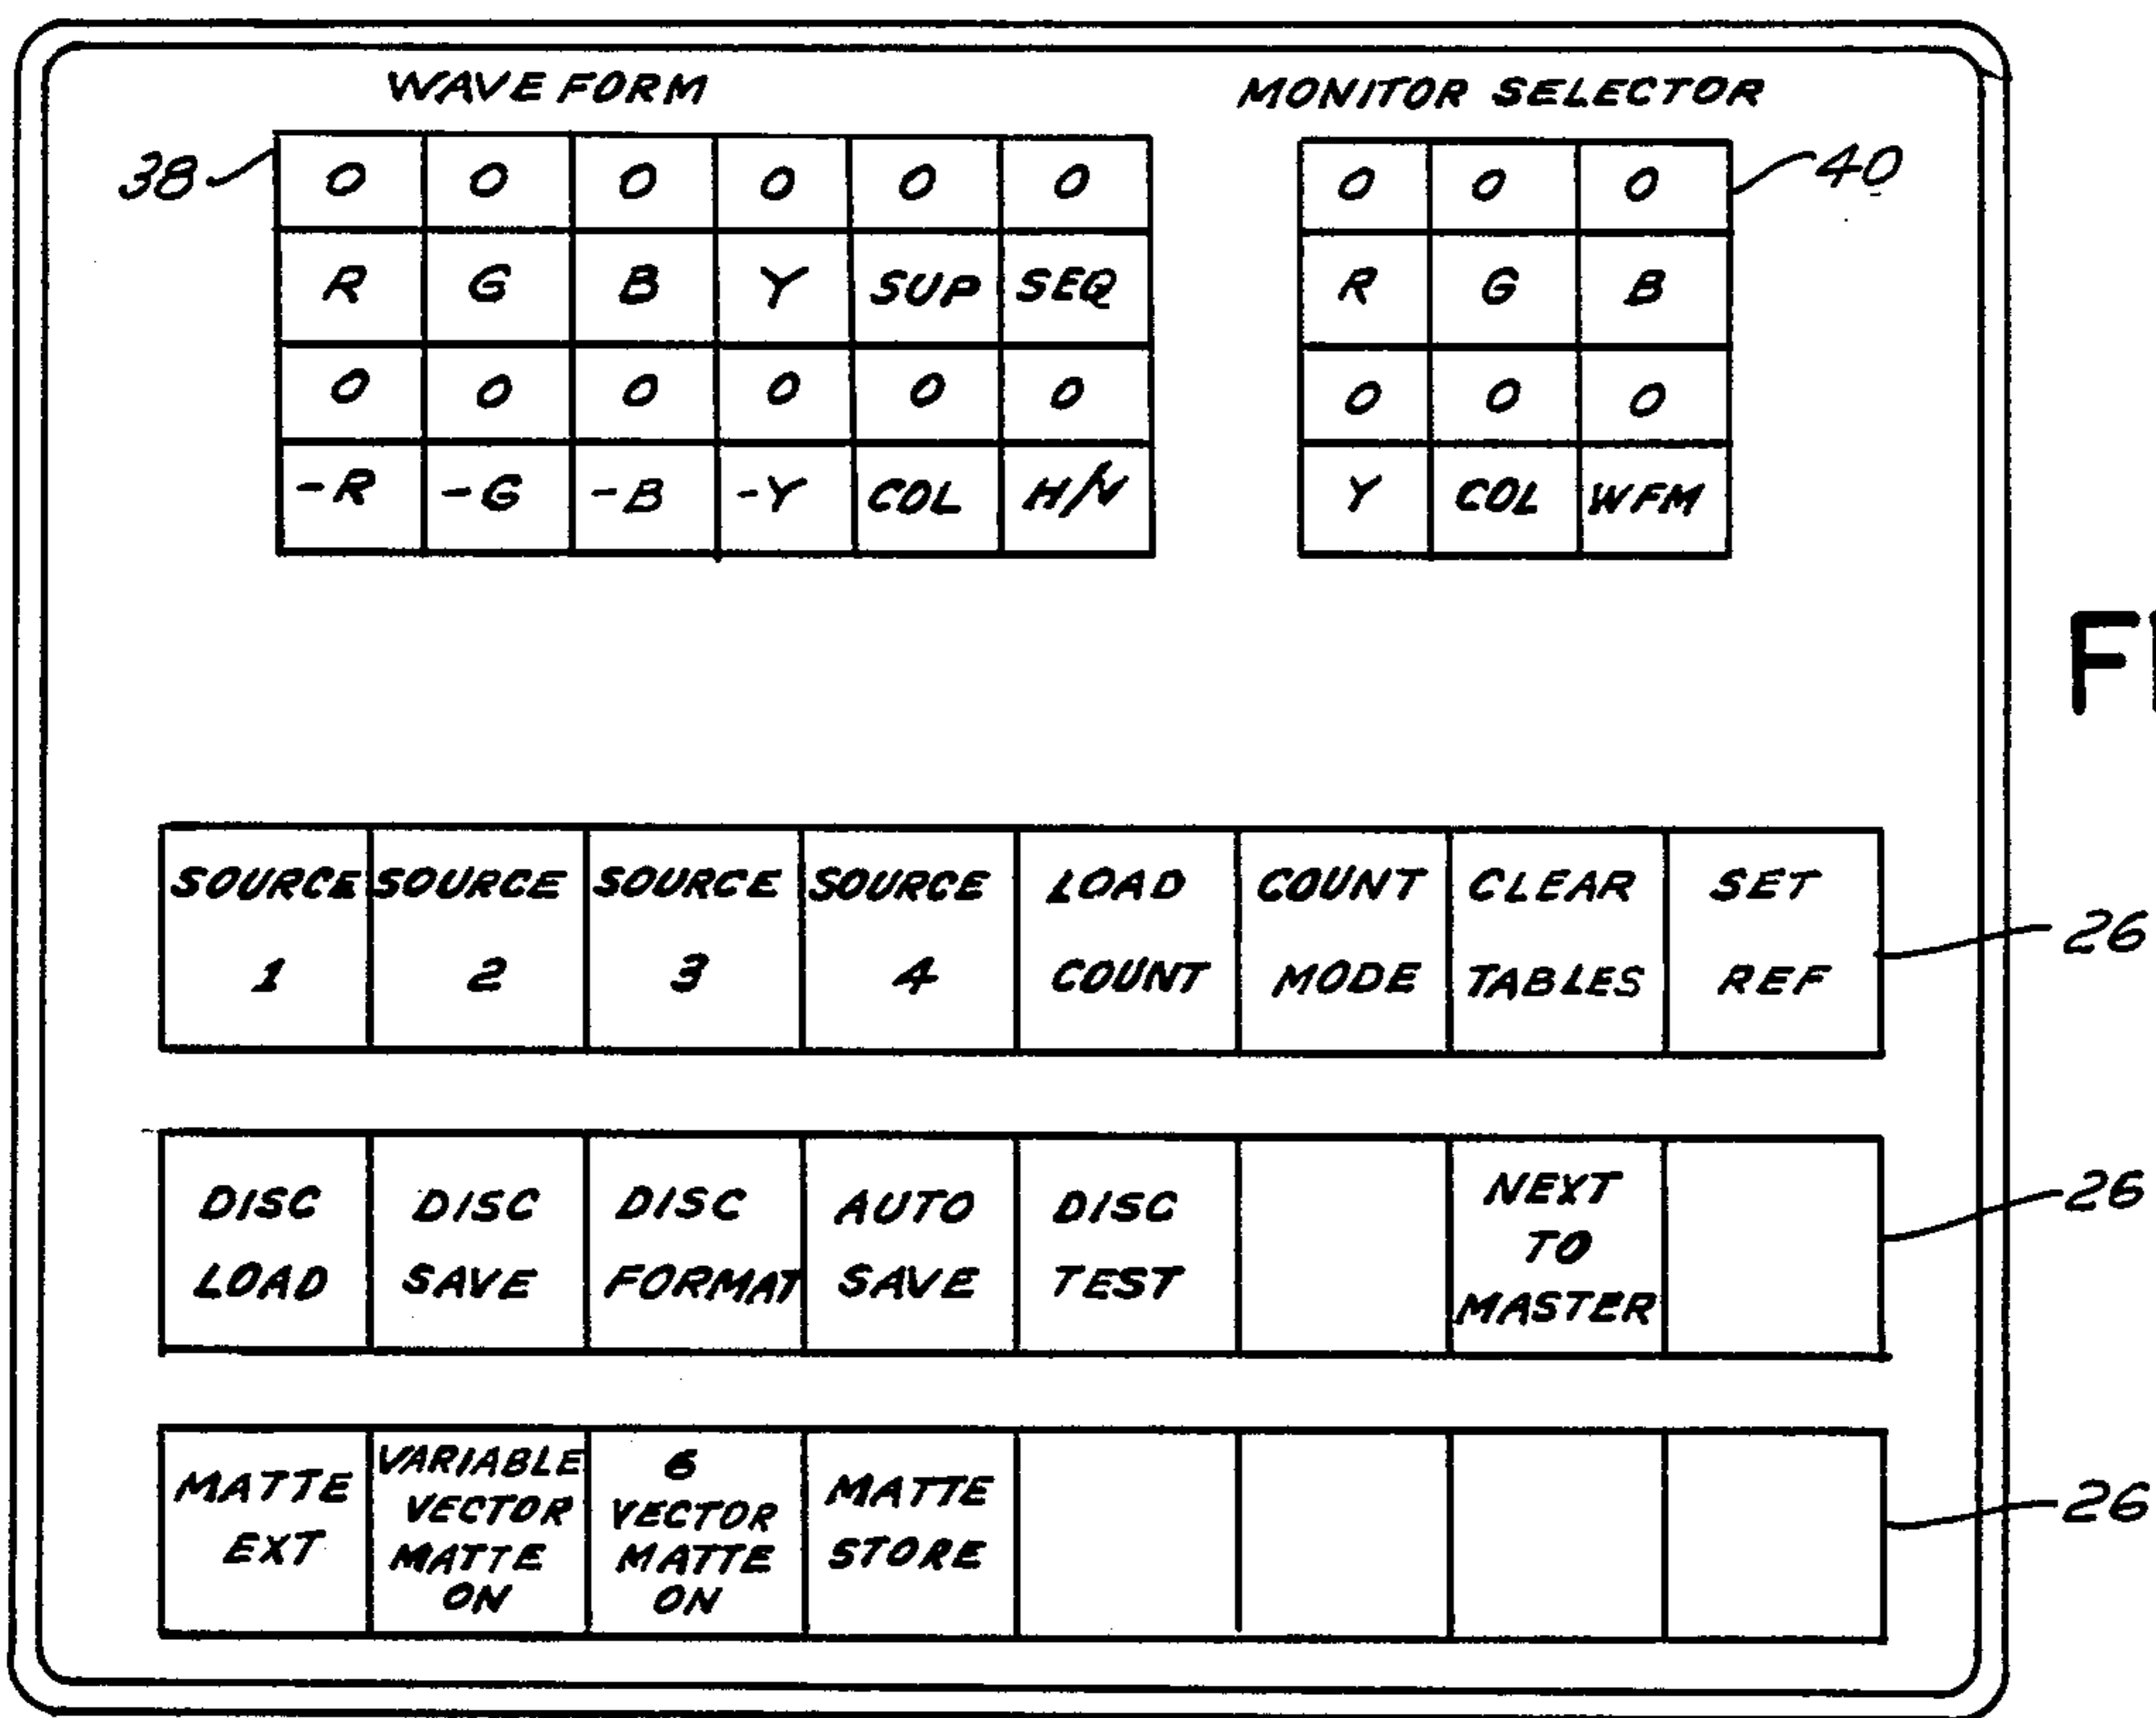 WAVE FORM MONITOR SELECTOR
38 O O O O O O O O O 40
R G B Y SUP SEQ R G B
O O O O O O O O O
-R -G -B -Y COL H/V Y COL WFM
SOURCE SOURCE SOURCE SOURCE LOAD COUNT CLEAR SET
1 2 3 4 COUNT MODE TABLES REF
26
DISC DISC DISC AUTO DISC NEXT
TO
LOAD SAVE FORMAT SAVE TEST MASTER
26
MATTE VARIABLE 6 MATTE
VECTOR VECTOR
EXT MATTE MATTE STORE
ON ON
26